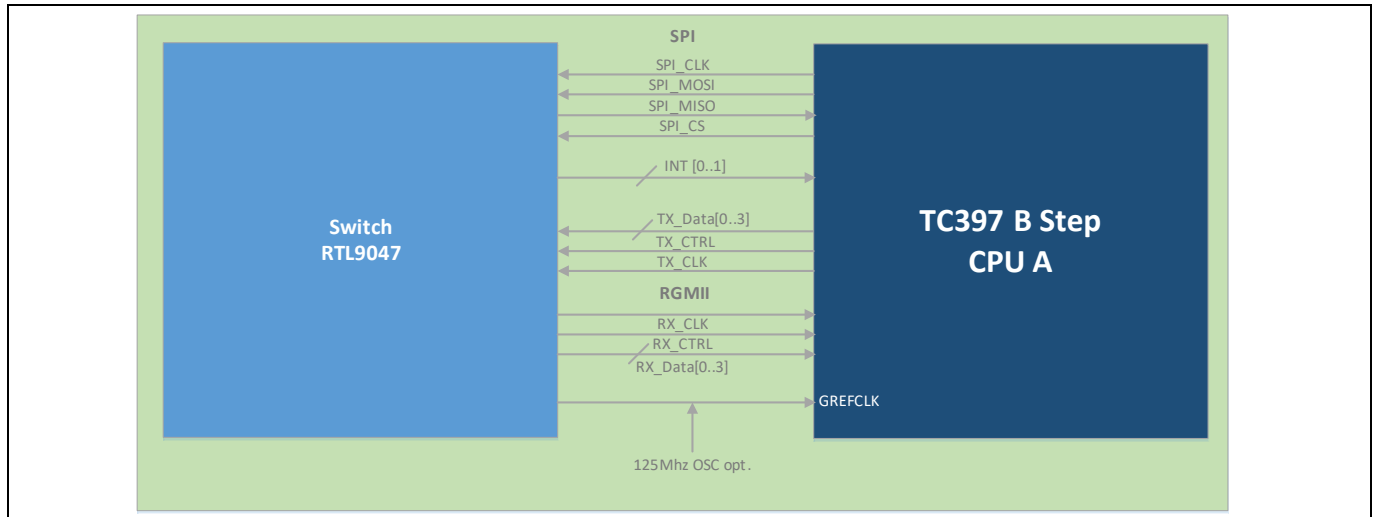 SPI
SPI_CLK
SPI_MOSI
SPI_MISO
SPI_CS
INT [0..1]
Switch
RTL9047
TX_Data[0..3]
TX_CTRL
TX_CLK
TC397 B Step
CPU A
RGMII
RX_CLK
RX_CTRL
RX_Data[0..3]
GREFCLK
125Mhz OSC opt.